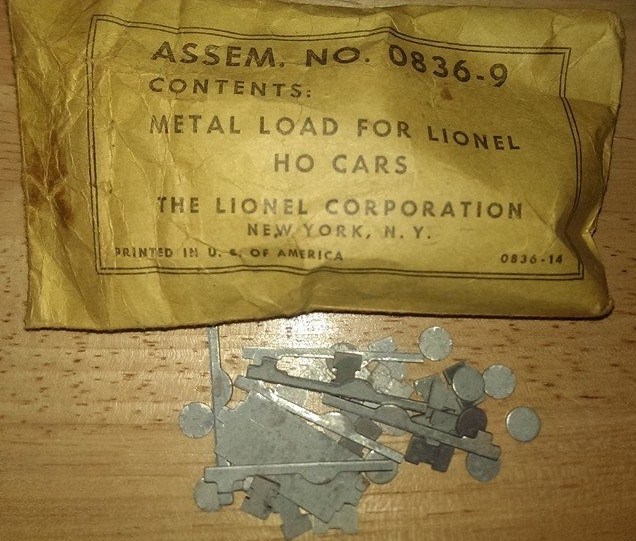 ASSEM. NO. 0836-9
CONTENTS:
METAL LOAD FOR LIONEL
HO CARS
THE LIONEL CORPORATION
NEW YORK, N. Y.
PRINTED IN U. S. OF AMERICA
0836-14